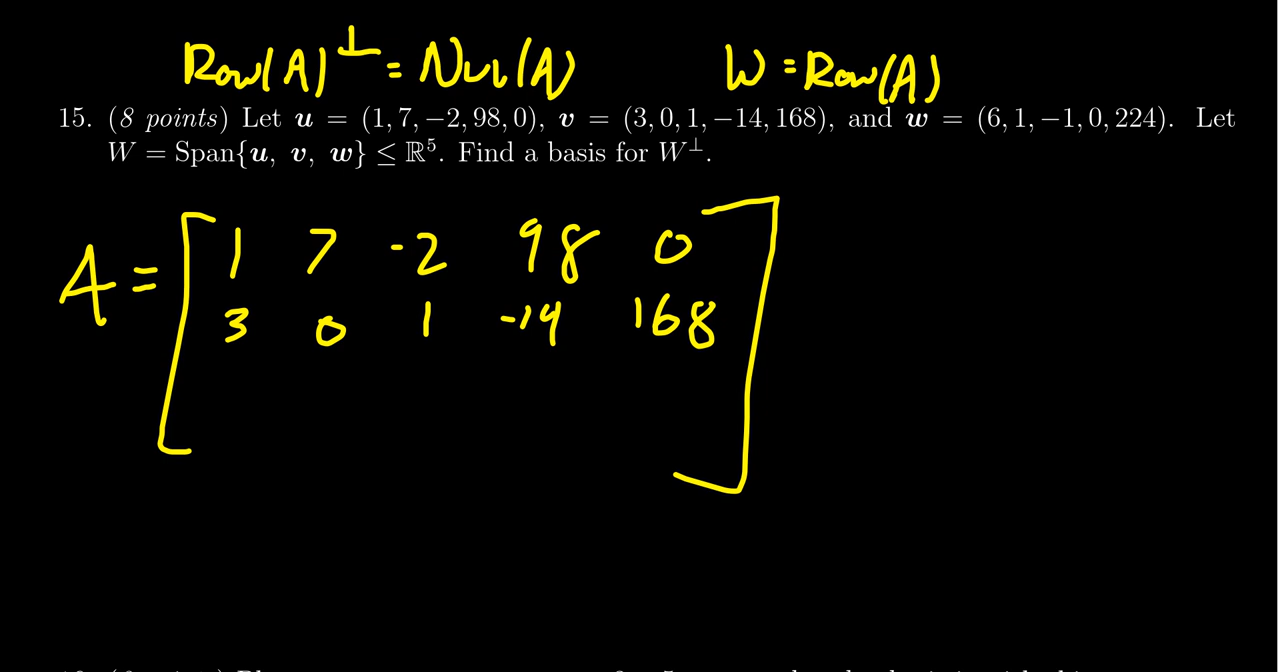 Row(A)⊥ = Nul(A) W = Row(A)
15. (8 points) Let u = (1, 7, −2, 98, 0), v = (3, 0, 1, −14, 168), and w = (6, 1, −1, 0, 224). Let
W = Span{u, v, w} ≤ ℝ⁵. Find a basis for W⊥.
A = [ 1 7 -2 98 0
3 0 1 -14 168 ]